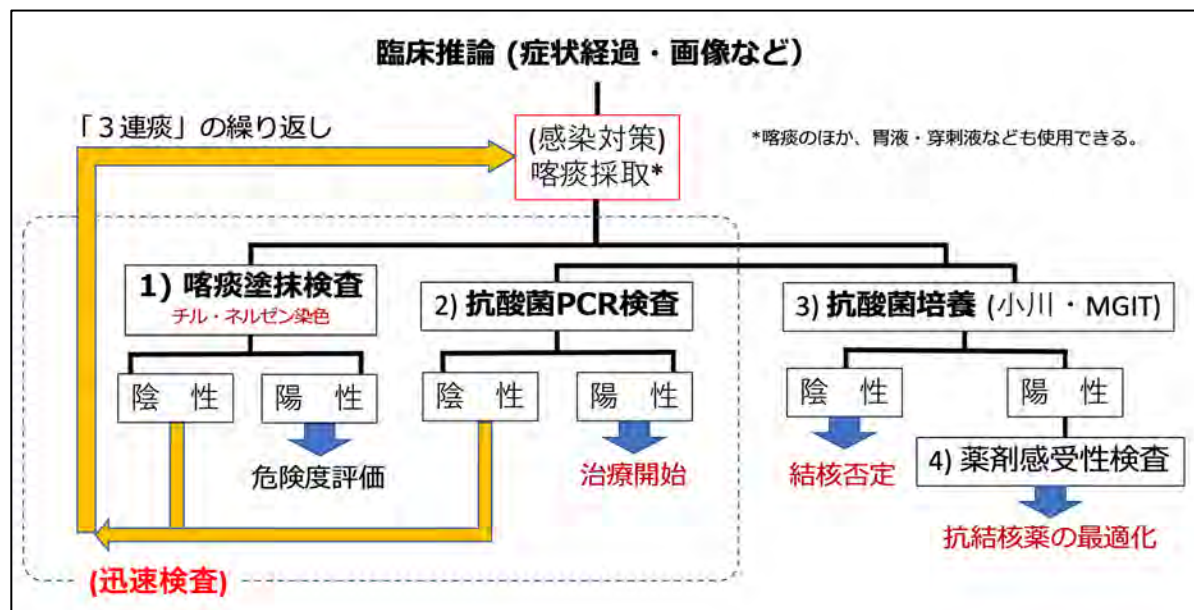 臨床推論 (症状経過・画像など)
「３連痰」の繰り返し
(感染対策)
喀痰採取*
*喀痰のほか、胃液・穿刺液なども使用できる。
1) 喀痰塗抹検査
チル・ネルゼン染色
2) 抗酸菌PCR検査
3) 抗酸菌培養 (小川・MGIT)
陰 性
陽 性
陰 性
陽 性
陰 性
陽 性
危険度評価
治療開始
結核否定
4) 薬剤感受性検査
抗結核薬の最適化
(迅速検査)